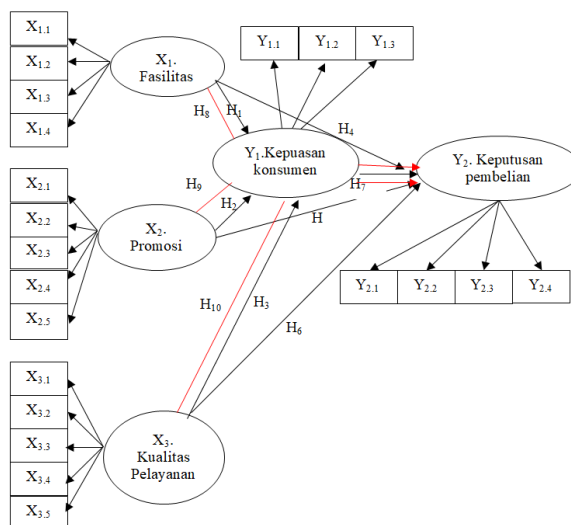 X1.1
X1.2
X1.3
X1.4
X1.
Fasilitas
Y1.1
Y1.2
Y1.3
H8
H1
H4
Y1.Kepuasan
konsumen
Y2. Keputusan
pembelian
H7
H9
H2
H
X2.1
X2.2
X2.3
X2.4
X2.5
X2.
Promosi
Y2.1
Y2.2
Y2.3
Y2.4
H10
H3
H6
X3.1
X3.2
X3.3
X3.4
X3.5
X3.
Kualitas
Pelayanan